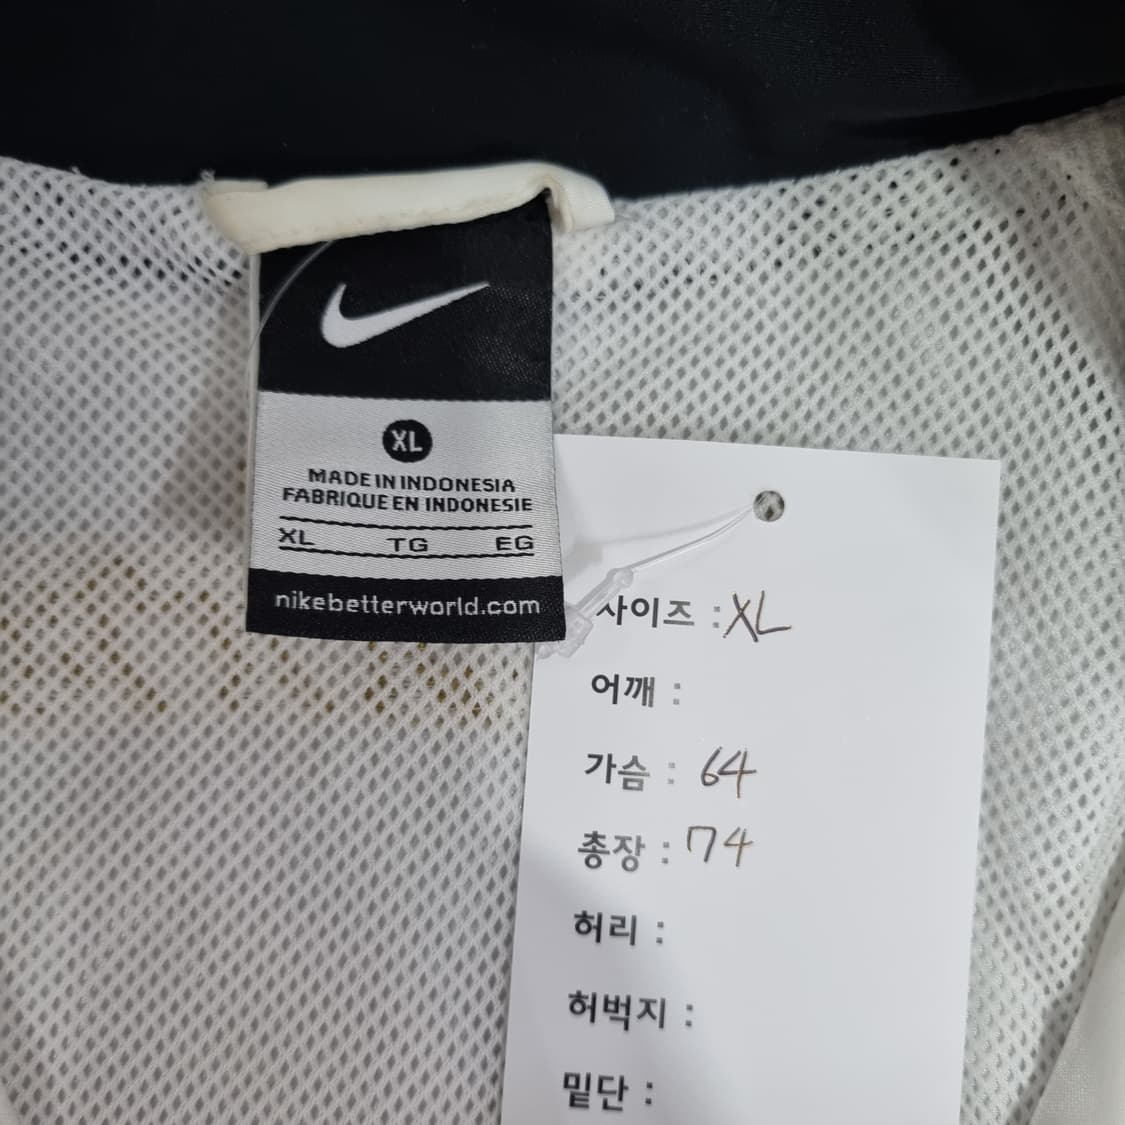 XL
MADE IN INDONESIA
FABRIQUE EN INDONESIE
XL TG EG
nikebetterworld.com
사이즈 : XL
어깨 :
가슴 : 64
총장 : 74
허리 :
허벅지 :
밑단 :